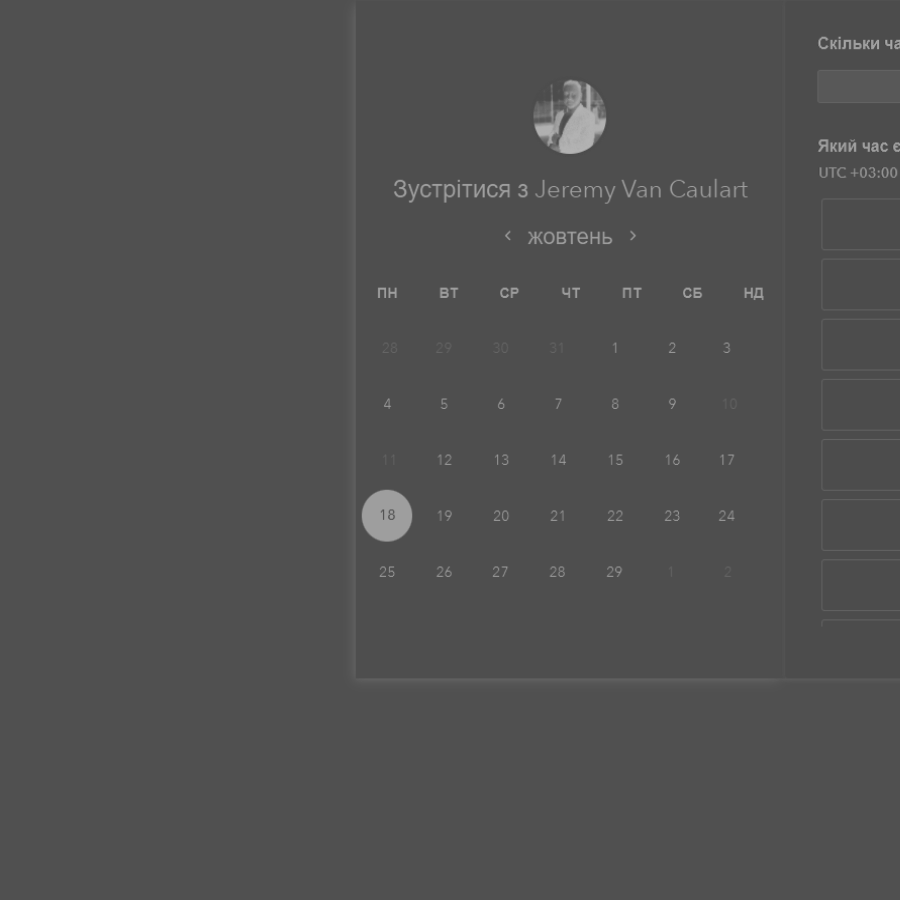 Скільки ча
Зустрітися з Jeremy Van Caulart
Який час є
UTC +03:00
жовтень
ПН ВТ СР ЧТ ПТ СБ НД
28 29 30 31 1 2 3
4 5 6 7 8 9 10
11 12 13 14 15 16 17
18 19 20 21 22 23 24
25 26 27 28 29 1 2